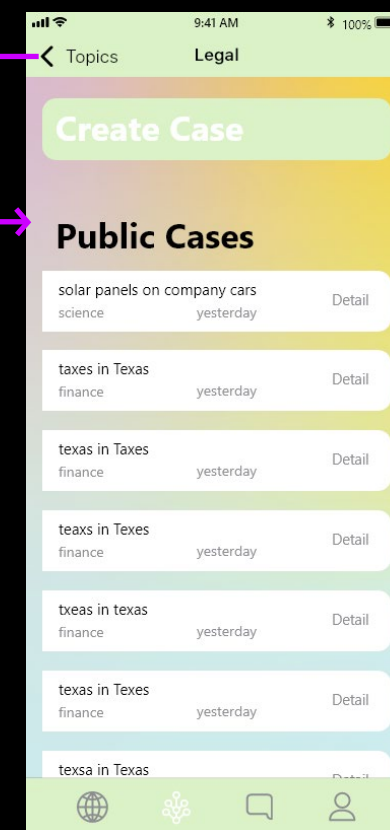 9:41 AM 100%
Topics Legal
Create Case
Public Cases
solar panels on company cars
science yesterday Detail
taxes in Texas
finance yesterday Detail
texas in Taxes
finance yesterday Detail
teaxs in Texes
finance yesterday Detail
txeas in texas
finance yesterday Detail
texas in Texes
finance yesterday Detail
texsa in Texas
Detail